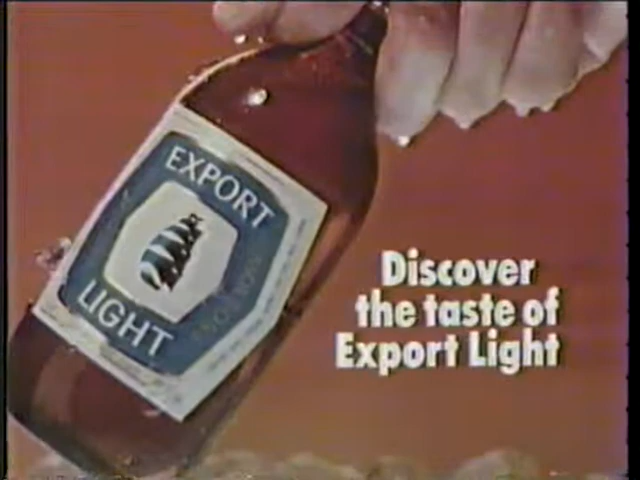 EXPORT
LIGHT
Discover
the taste of
Export Light